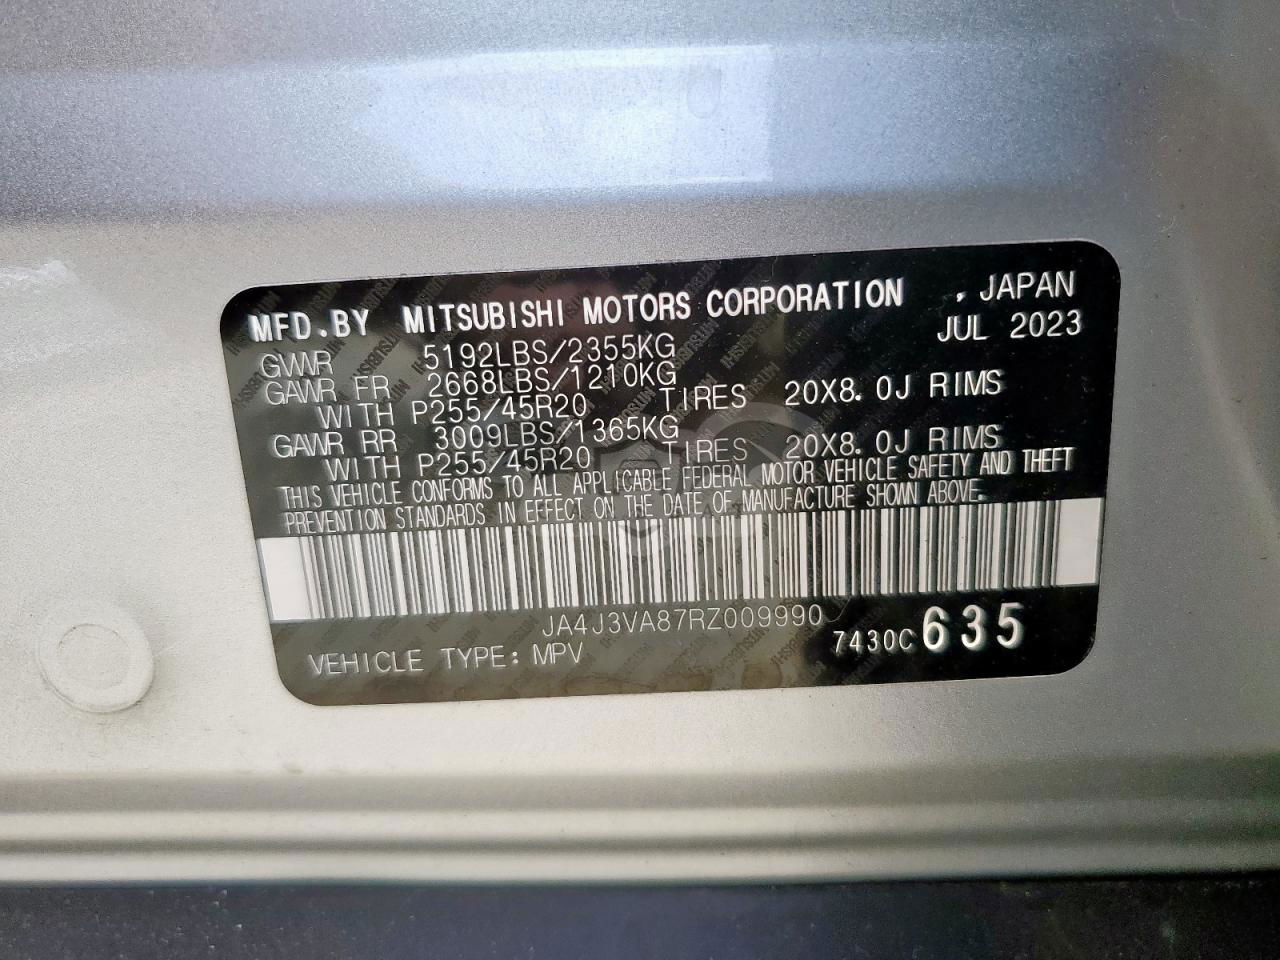 MFD.BY MITSUBISHI MOTORS CORPORATION , JAPAN
JUL 2023
GVWR 5192LBS/2355KG
GAWR FR 2668LBS/1210KG
WITH P255/45R20 TIRES 20X8.0J RIMS
GAWR RR 3009LBS/1365KG
WITH P255/45R20 TIRES 20X8.0J RIMS
THIS VEHICLE CONFORMS TO ALL APPLICABLE FEDERAL MOTOR VEHICLE SAFETY AND THEFT
PREVENTION STANDARDS IN EFFECT ON THE DATE OF MANUFACTURE SHOWN ABOVE.
JA4J3VA87RZ009990
7430C 635
VEHICLE TYPE: MPV